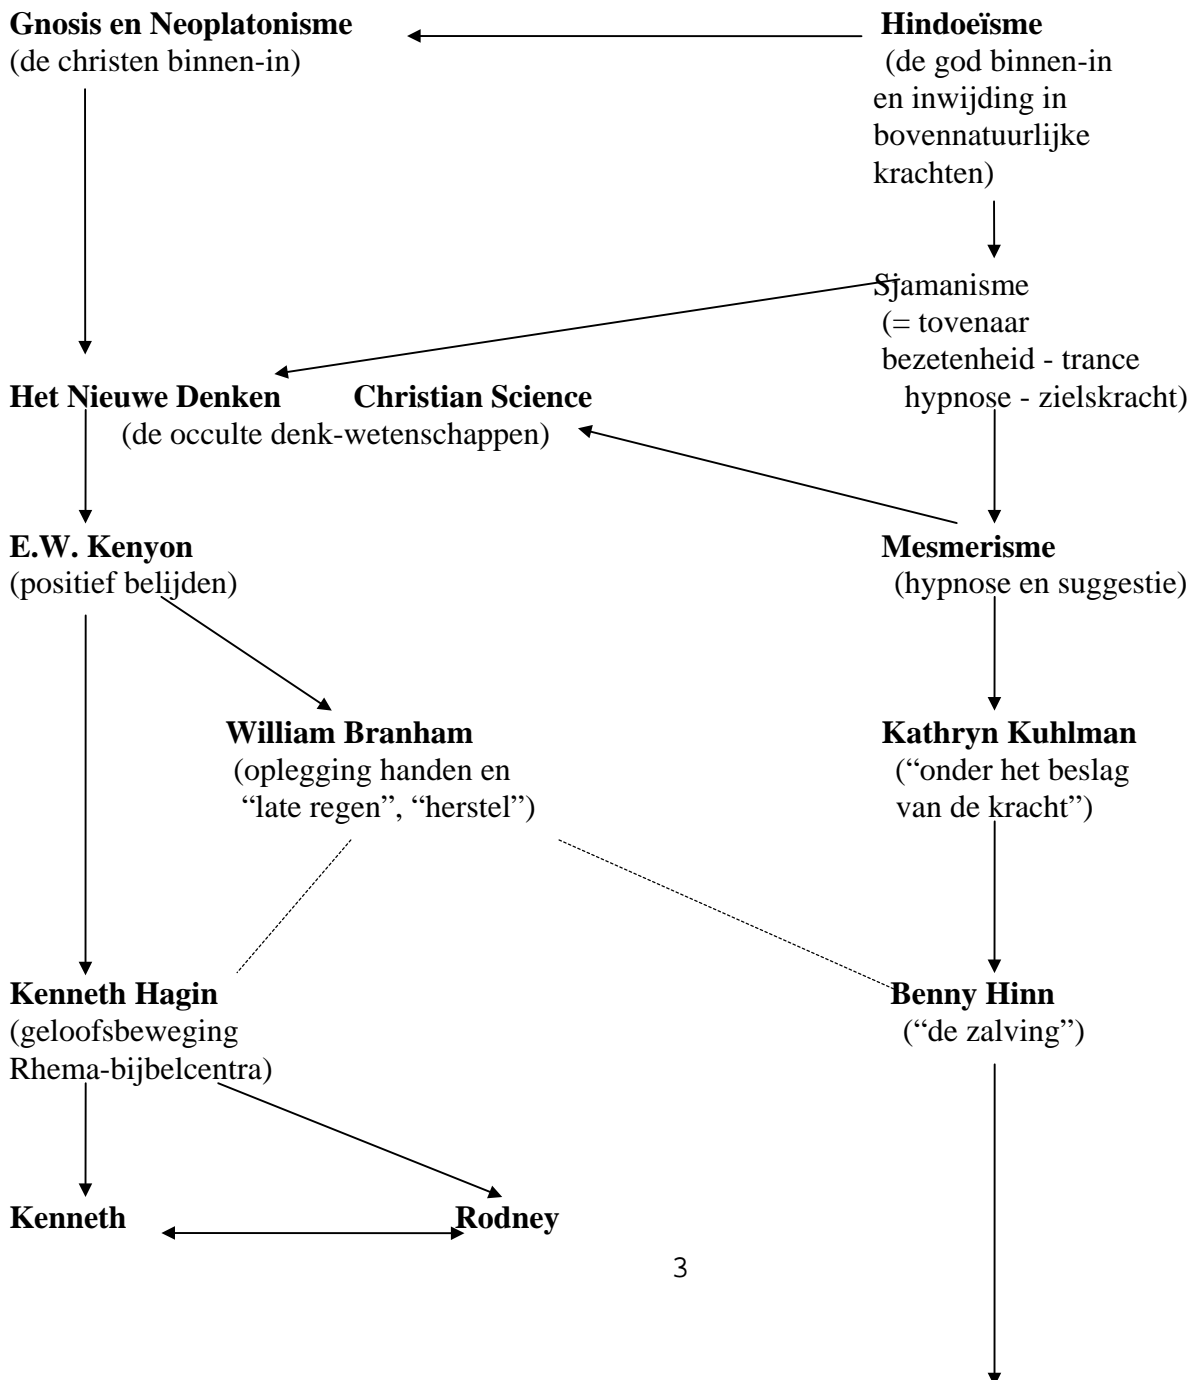 Gnosis en Neoplatonisme
(de christen binnen-in)
Hindoeïsme
(de god binnen-in
en inwijding in
bovennatuurlijke
krachten)
Sjamanisme
(= tovenaar
bezetenheid - trance
hypnose - zielskracht)
Het Nieuwe Denken Christian Science
(de occulte denk-wetenschappen)
E.W. Kenyon
(positief belijden)
Mesmerisme
(hypnose en suggestie)
William Branham
(oplegging handen en
“late regen”, “herstel”)
Kathryn Kuhlman
(“onder het beslag
van de kracht”)
Kenneth Hagin
(geloofsbeweging
Rhema-bijbelcentra)
Benny Hinn
(“de zalving”)
Kenneth
Rodney
3